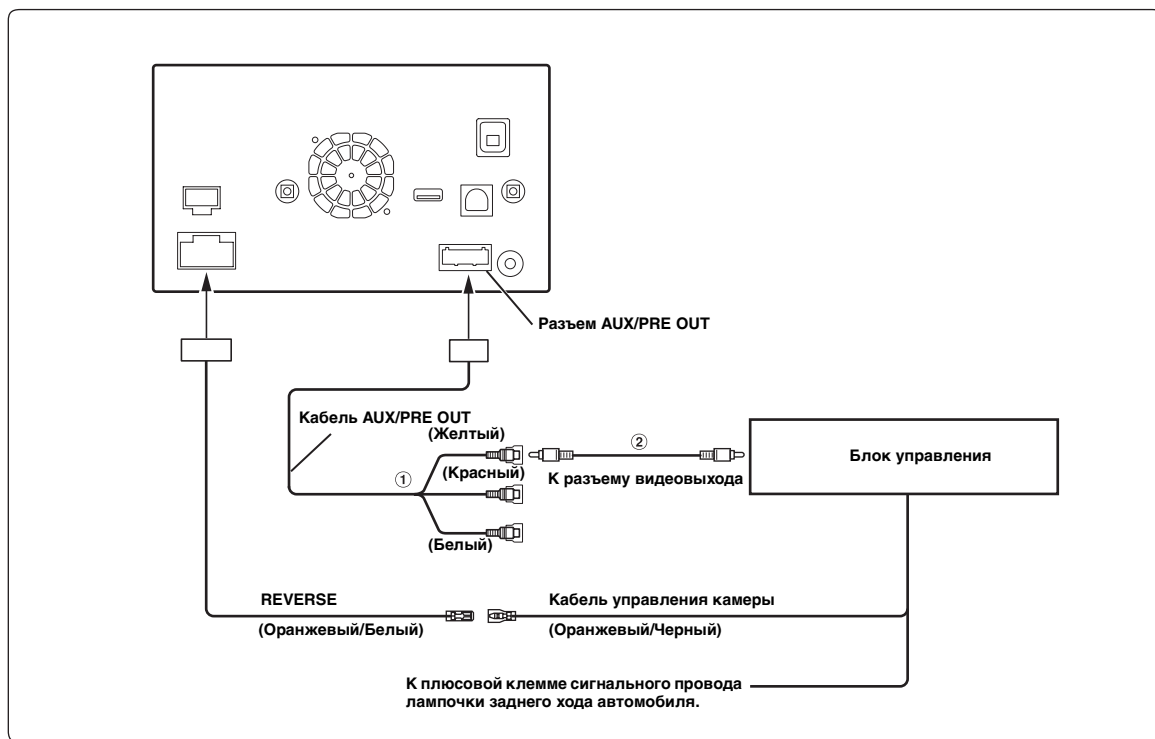 Разъем AUX/PRE OUT
Кабель AUX/PRE OUT
(Желтый)
(Красный)
(Белый)
①
②
К разъему видеовыхода
Блок управления
REVERSE
(Оранжевый/Белый)
Кабель управления камеры
(Оранжевый/Черный)
К плюсовой клемме сигнального провода
лампочки заднего хода автомобиля.